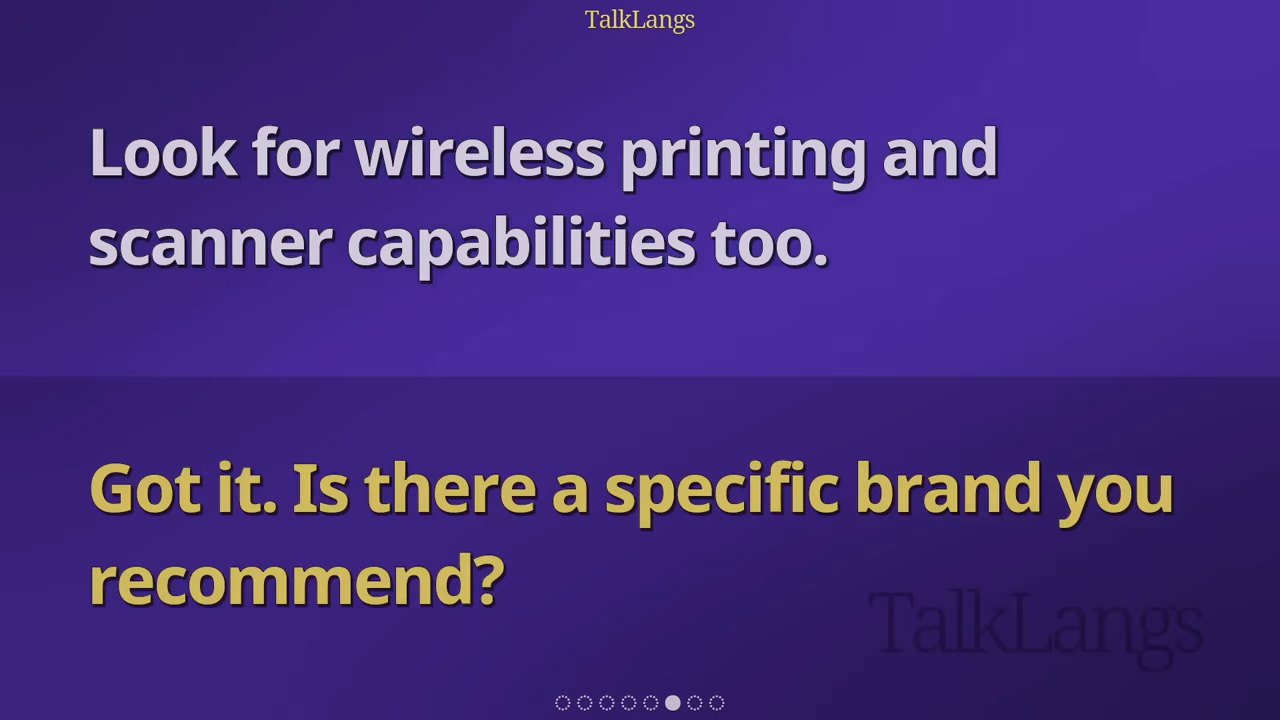 TalkLangs
Look for wireless printing and
scanner capabilities too.
Got it. Is there a specific brand you
recommend?
TalkLangs